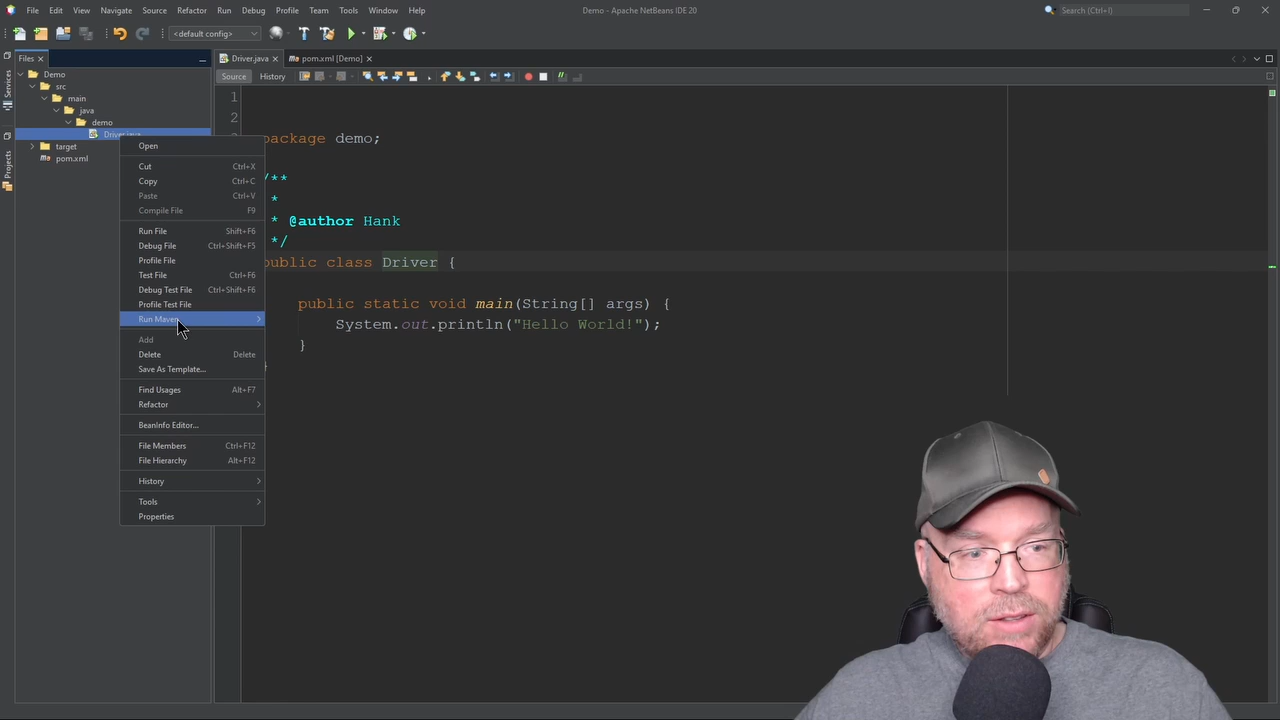 File Edit View Navigate Source Refactor Run Debug Profile Team Tools Window Help
Demo - Apache NetBeans IDE 20
Search (Ctrl+I)
<default config>
Files
Services
Projects
Demo
src
main
java
demo
Driver.java
target
pom.xml
Driver.java
pom.xml [Demo]
Source History
1
2
package demo;
/**
*
* @author Hank
*/
public class Driver {
public static void main(String[] args) {
System.out.println("Hello World!");
}
Open
Cut Ctrl+X
Copy Ctrl+C
Paste Ctrl+V
Compile File F9
Run File Shift+F6
Debug File Ctrl+Shift+F5
Profile File
Test File Ctrl+F6
Debug Test File Ctrl+Shift+F6
Profile Test File
Run Maven
Add
Delete Delete
Save As Template...
Find Usages Alt+F7
Refactor
BeanInfo Editor...
File Members Ctrl+F12
File Hierarchy Alt+F12
History
Tools
Properties